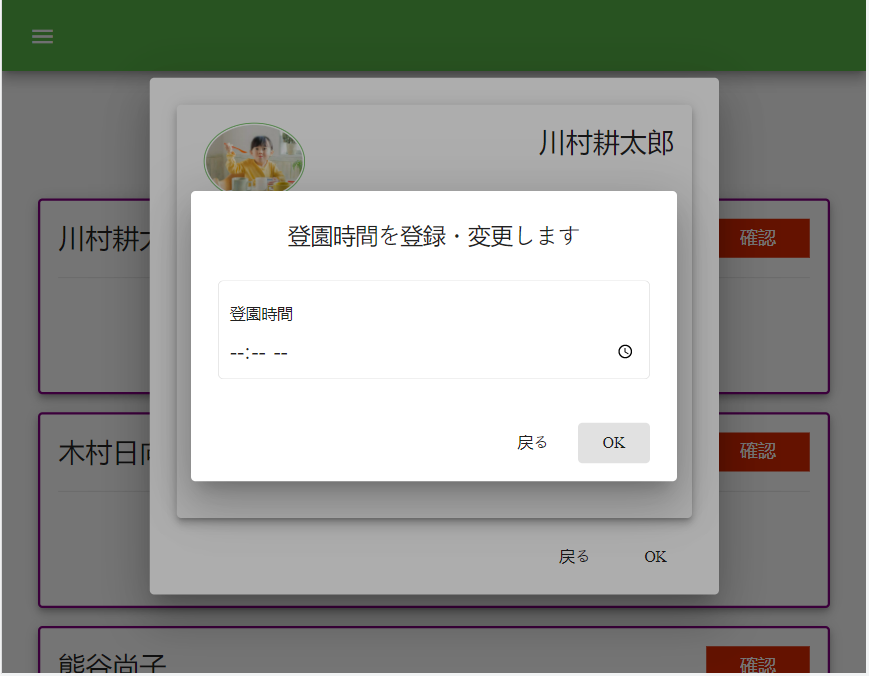 川村耕太郎
川村耕
確認
登園時間を登録・変更します
登園時間
--:-- --
戻る
OK
木村日向
確認
戻る
OK
熊谷尚子
確認